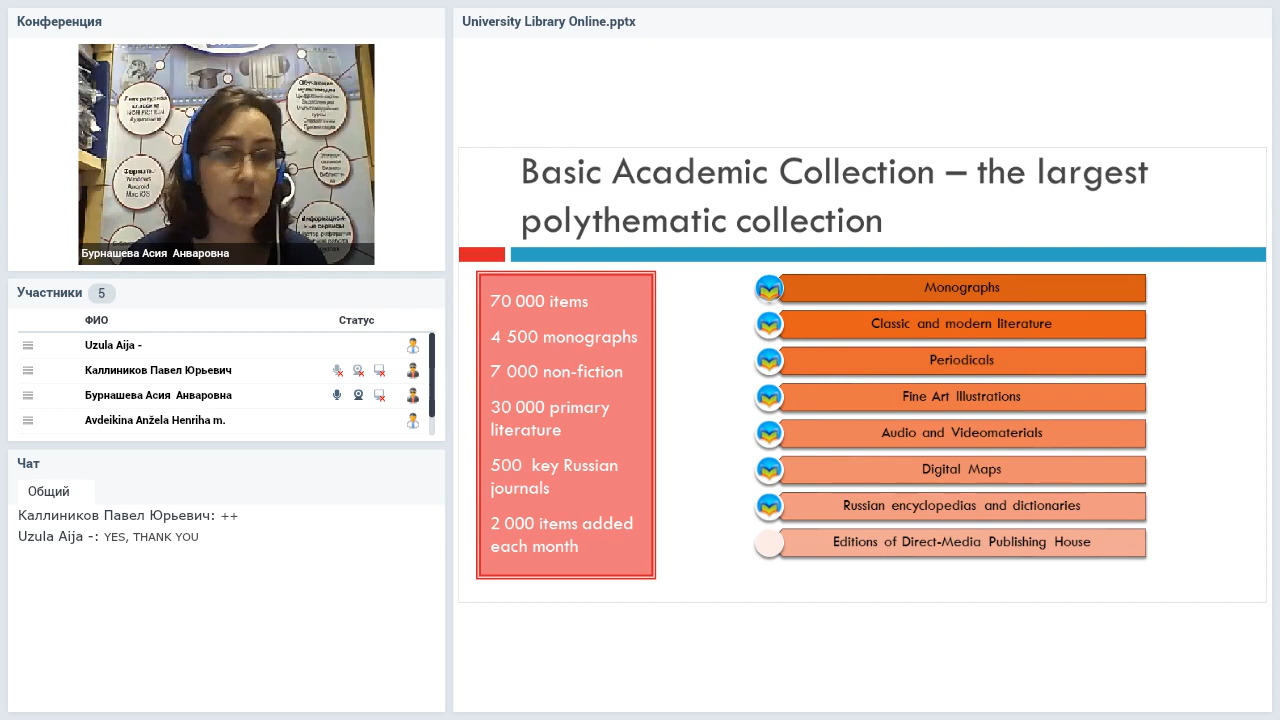 Конференция
Бурнашева Асия  Анваровна
Участники 5
ФИО Статус
Uzula Aija -
Каллиников Павел Юрьевич
Бурнашева Асия  Анваровна
Avdeikina Anžela Henriha m.
Чат
Общий
Каллиников Павел Юрьевич: ++
Uzula Aija -: YES, THANK YOU
University Library Online.pptx
Basic Academic Collection – the largest
polythematic collection
70 000 items
4 500 monographs
7 000 non-fiction
30 000 primary
literature
500  key Russian
journals
2 000 items added
each month
Monographs
Classic and modern literature
Periodicals
Fine Art Illustrations
Audio and Videomaterials
Digital Maps
Russian encyclopedias and dictionaries
Editions of Direct-Media Publishing House